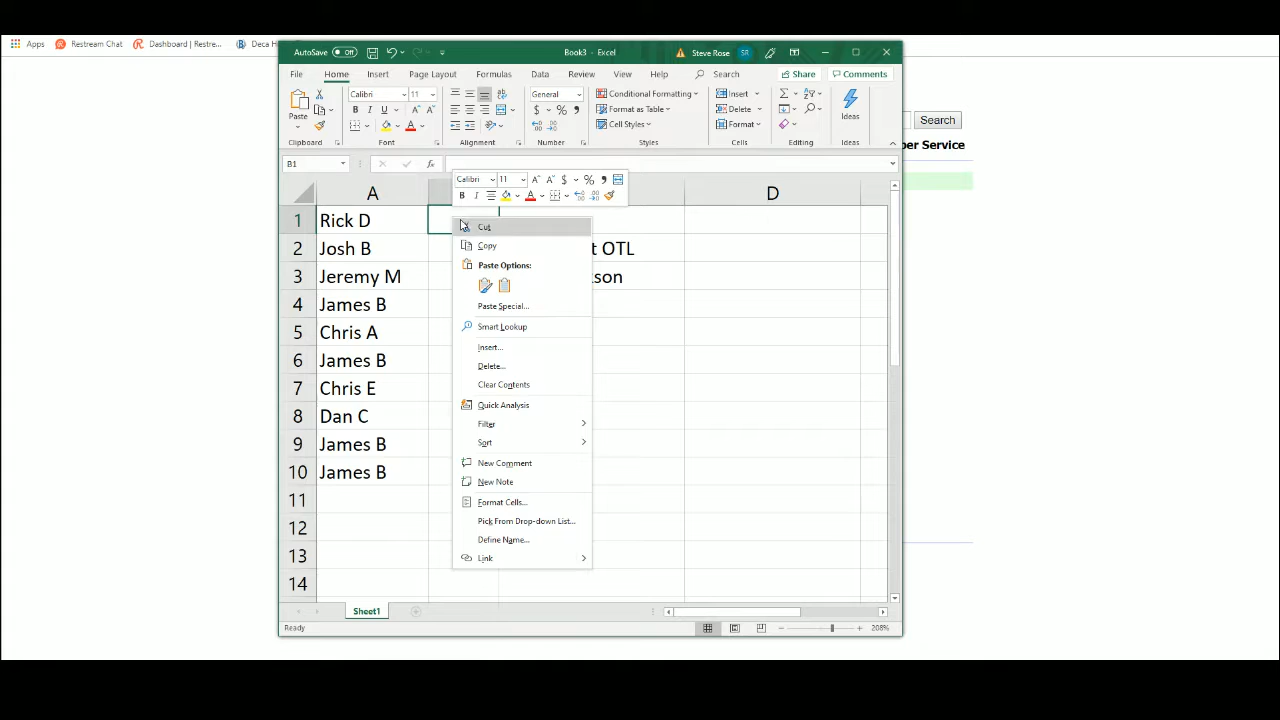 Apps Restream Chat Dashboard | Restre... Deca H
AutoSave Off Book3 - Excel Steve Rose SR
File Home Insert Page Layout Formulas Data Review View Help Search Share Comments
Paste
Calibri 11
B I U
General
$ % ,
Conditional Formatting
Format as Table
Cell Styles
Insert
Delete
Format
Ideas
Clipboard Font Alignment Number Styles Cells Editing Ideas
Search
per Service
B1 fx
Calibri 11 $ % ,
B I
A D
1 Rick D
2 Josh B t OTL
3 Jeremy M kson
4 James B
5 Chris A
6 James B
7 Chris E
8 Dan C
9 James B
10 James B
11
12
13
14
Cut
Copy
Paste Options:
Paste Special...
Smart Lookup
Insert...
Delete...
Clear Contents
Quick Analysis
Filter
Sort
New Comment
New Note
Format Cells...
Pick From Drop-down List...
Define Name...
Link
Sheet1
Ready 208%